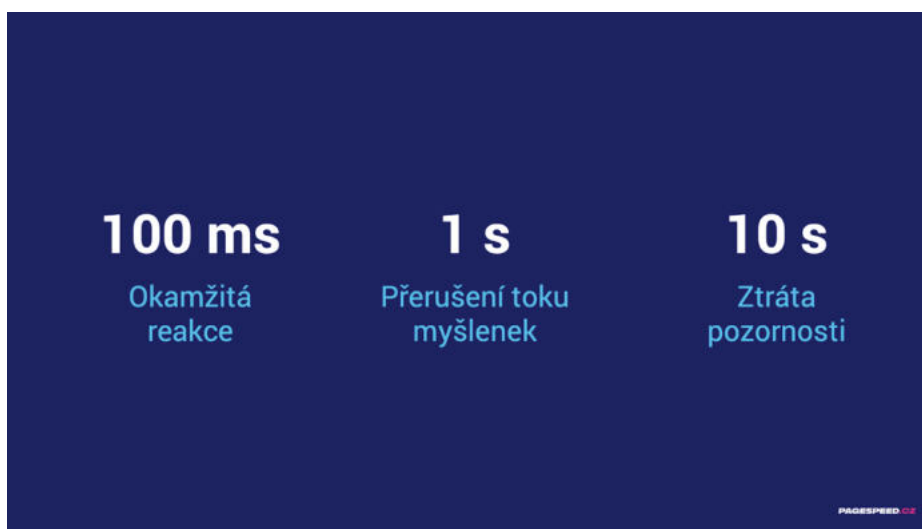 100 ms
Okamžitá
reakce
1 s
Přerušení toku
myšlenek
10 s
Ztráta
pozornosti
PAGESPEED.CZ